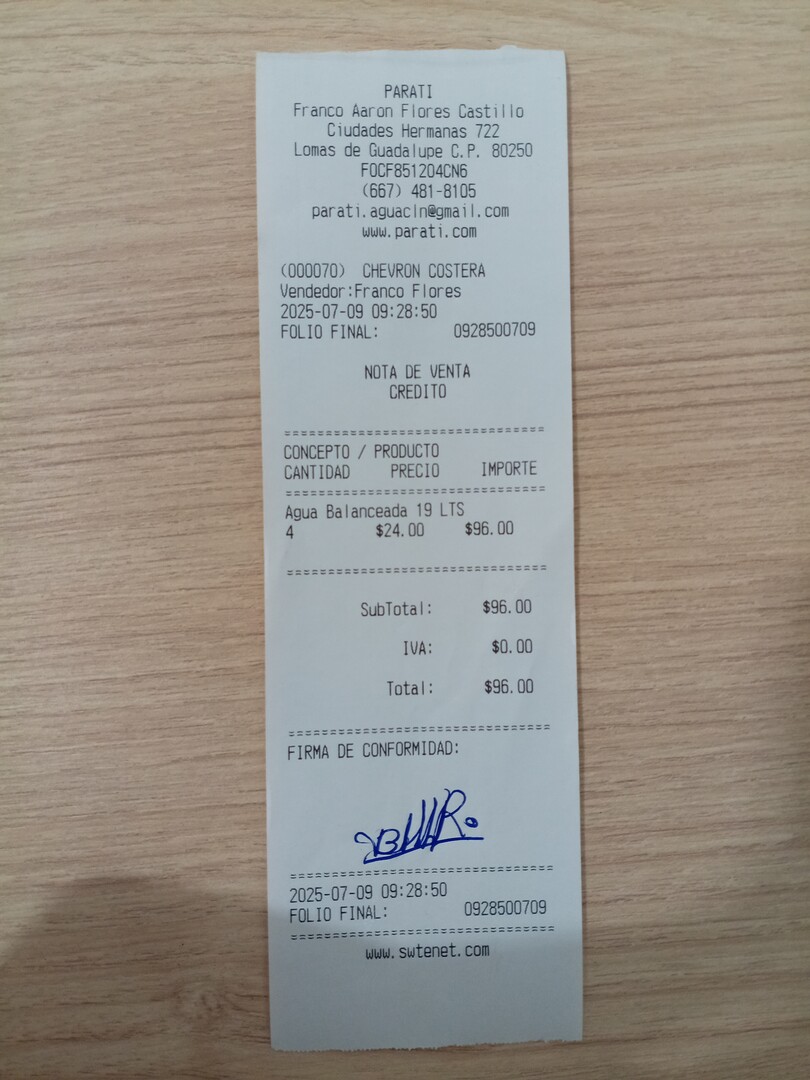 PARATI
Franco Aaron Flores Castillo
Ciudades Hermanas 722
Lomas de Guadalupe C.P. 80250
FOCF851204CN6
(667) 481-8105
parati.aguacln@gmail.com
www.parati.com
(000070) CHEVRON COSTERA
Vendedor:Franco Flores
2025-07-09 09:28:50
FOLIO FINAL: 0928500709
NOTA DE VENTA
CREDITO
==================================
CONCEPTO / PRODUCTO
CANTIDAD PRECIO IMPORTE
==================================
Agua Balanceada 19 LTS
4 $24.00 $96.00
==================================
SubTotal: $96.00
IVA: $0.00
Total: $96.00
==================================
FIRMA DE CONFORMIDAD:
==================================
2025-07-09 09:28:50
FOLIO FINAL: 0928500709
==================================
www.swtenet.com